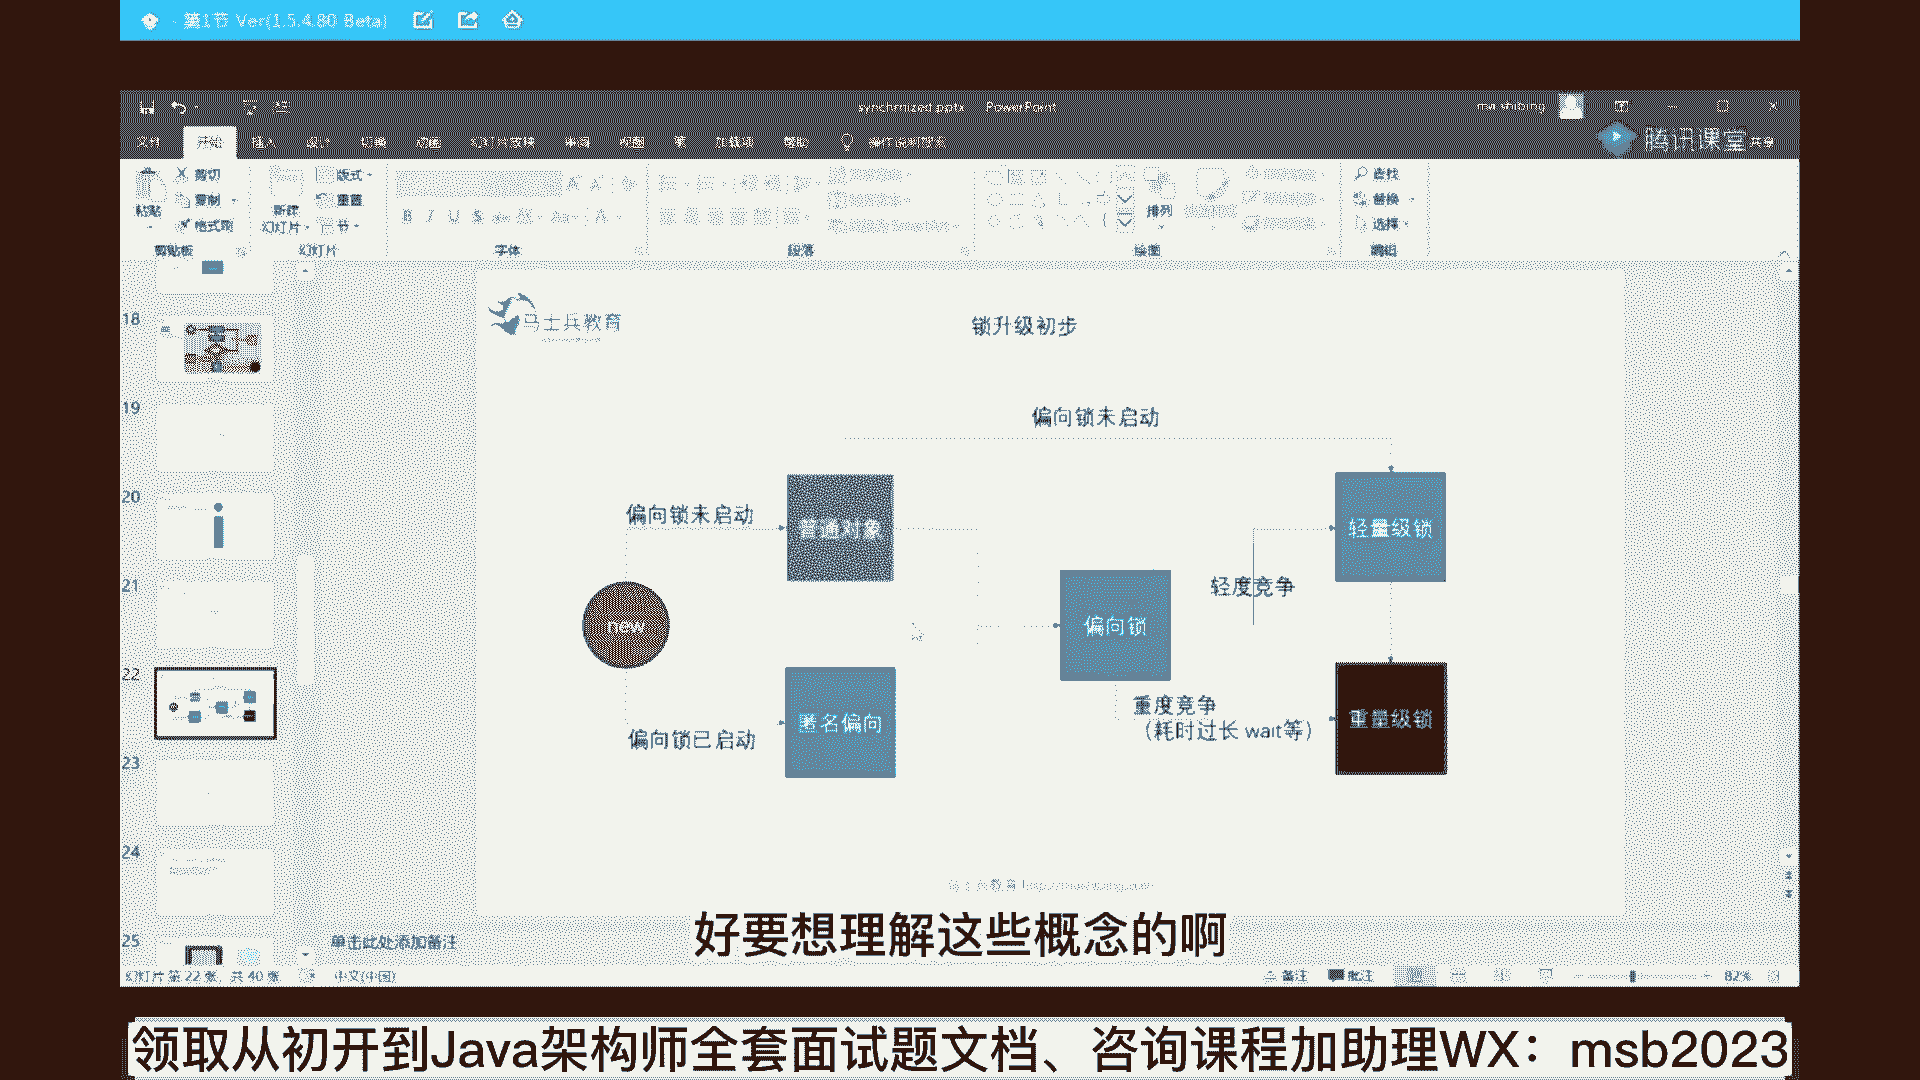 第1节 Ver(1.5.4.80 Beta)
synchronized.pptx - PowerPoint
ma shibing
文件 开始 插入 设计 切换 动画 幻灯片放映 审阅 视图 帮助 加载项
操作说明搜索
腾讯课堂
共享
剪切
复制
格式刷
粘贴
剪贴板
新建
幻灯片
版式
重置
节
幻灯片
字体
段落
排列
绘图
查找
替换
选择
编辑
18
19
20
21
22
23
24
25
马士兵教育
锁升级初步
偏向锁未启动
偏向锁未启动
普通对象
轻量级锁
轻度竞争
new
偏向锁
匿名偏向
偏向锁已启动
重度竞争
（耗时过长 wait等）
重量级锁
单击此处添加备注
好要想理解这些概念的啊
幻灯片 第 22 张，共 40 张
中文(中国)
备注
批注
82%
领取从初开到Java架构师全套面试题文档、咨询课程加助理WX：msb2023